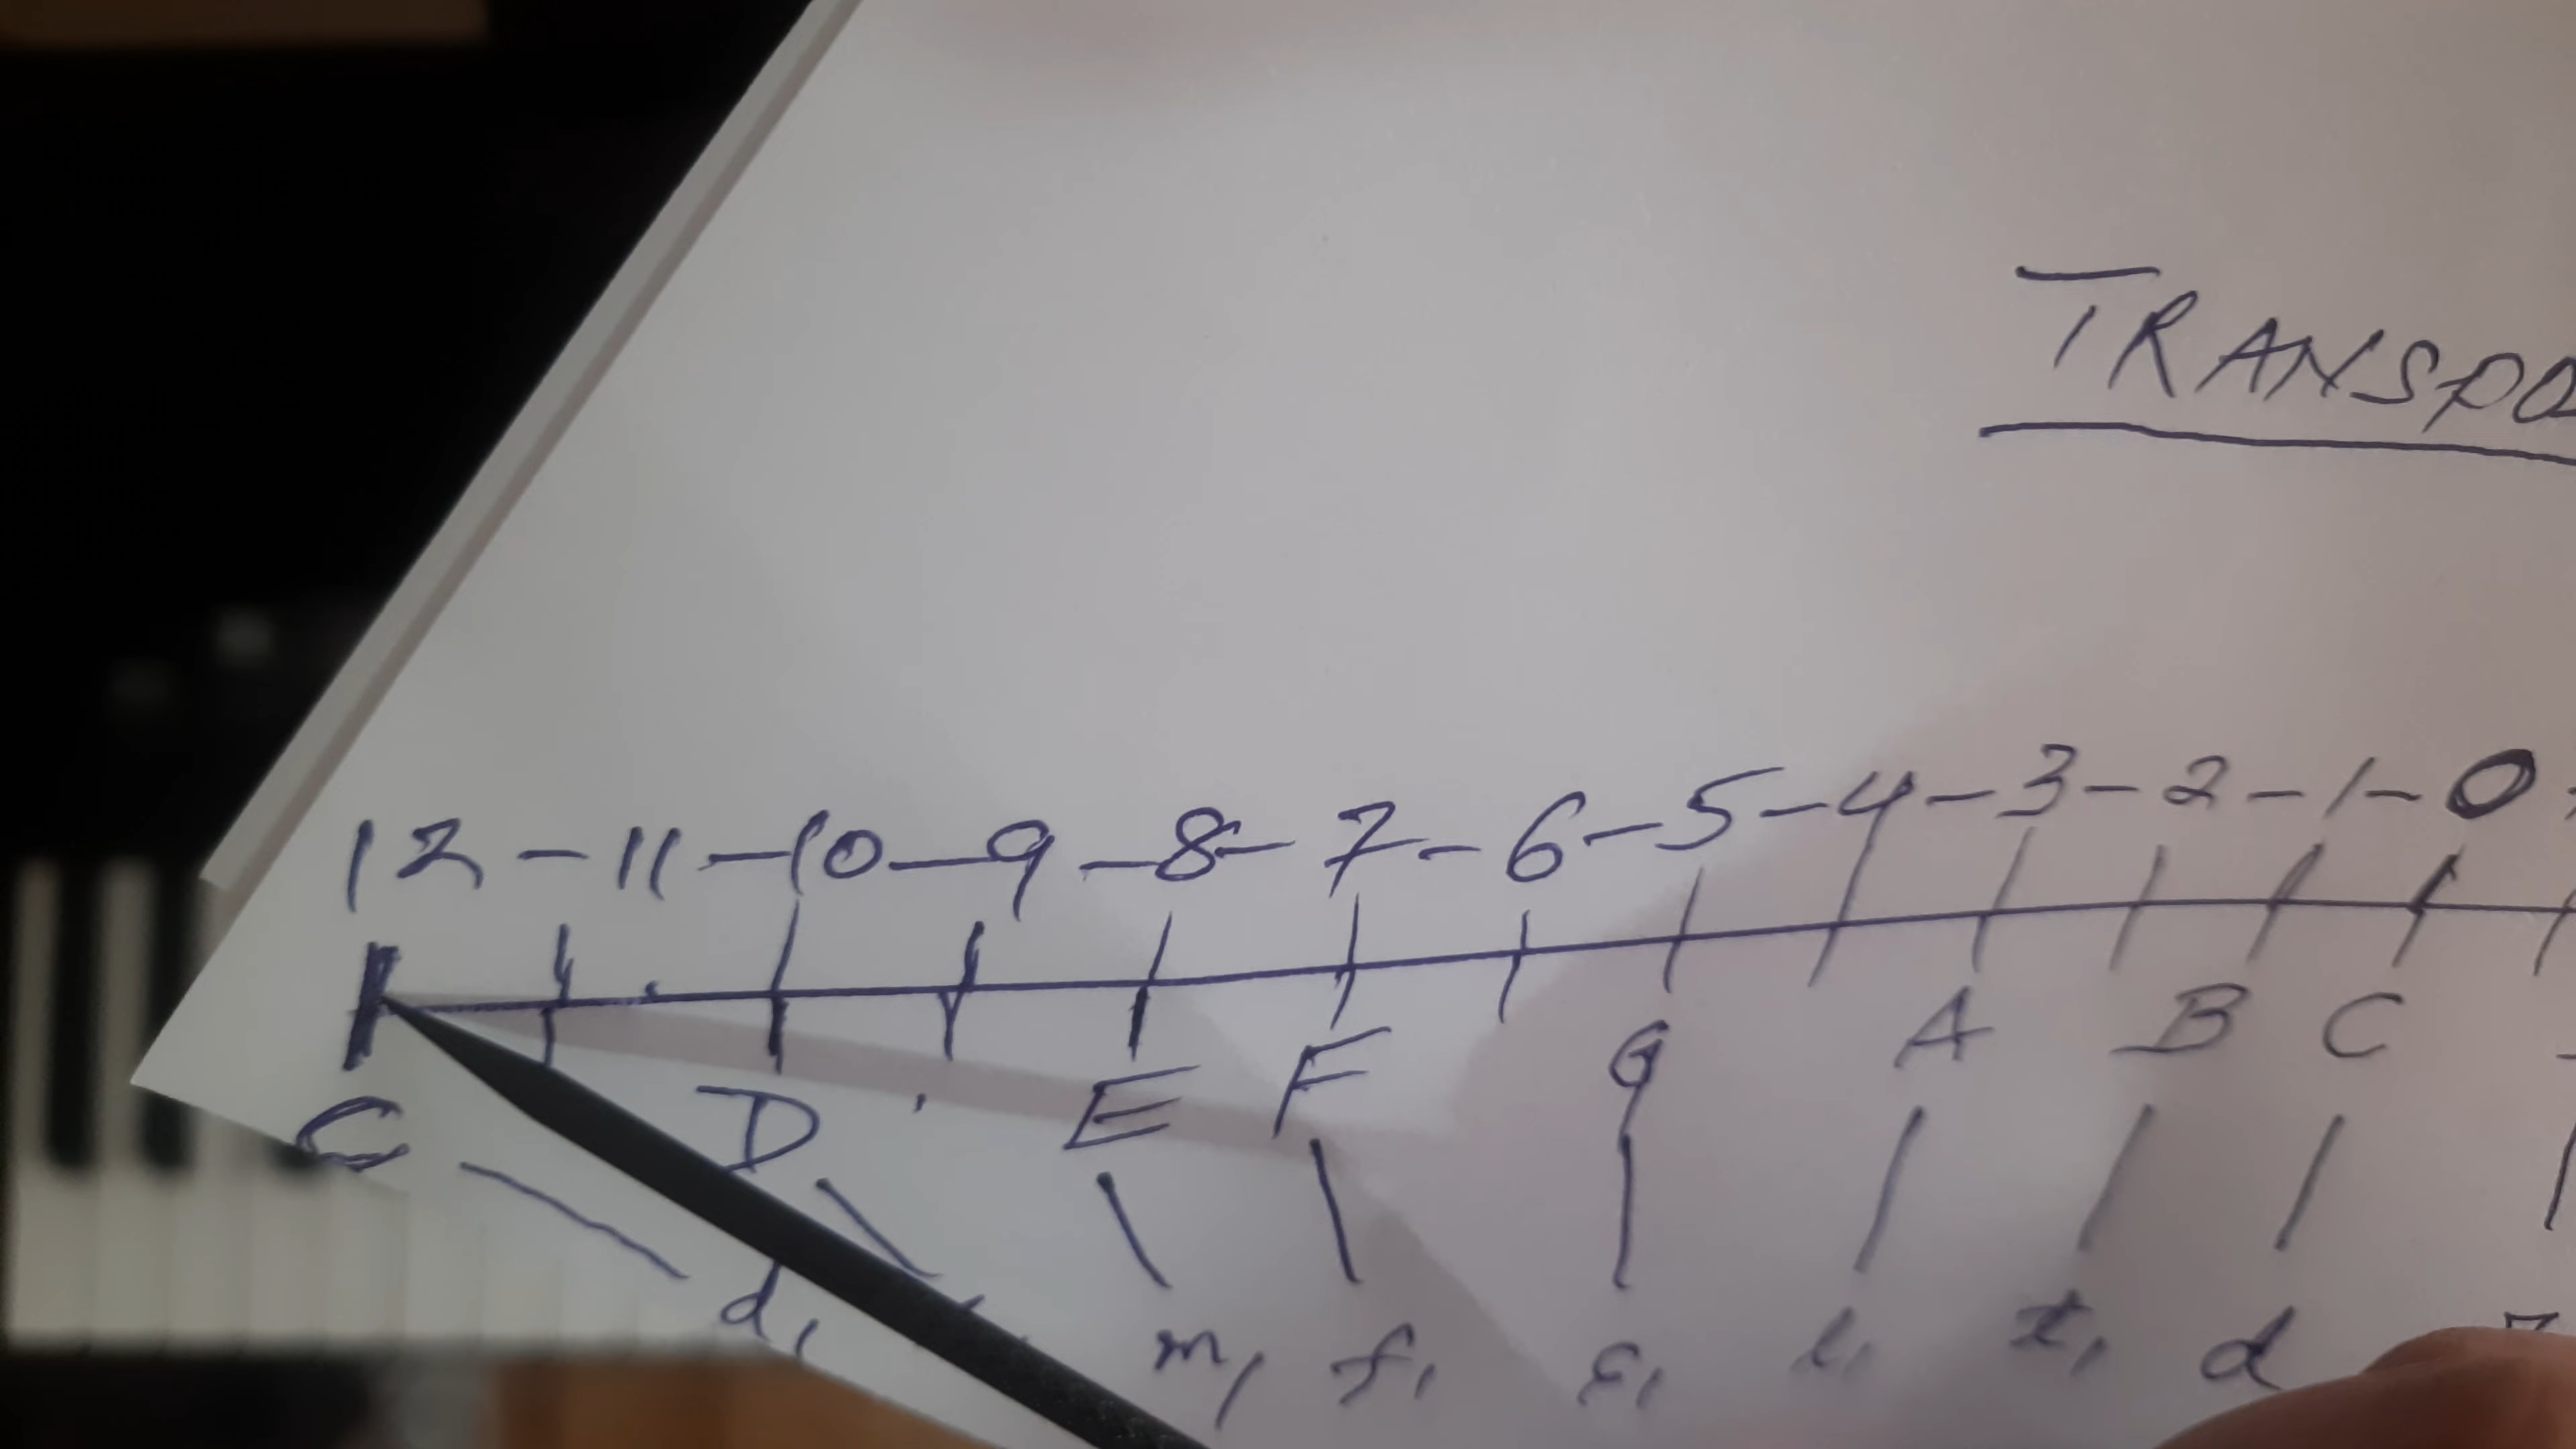 TRANSPO
12 - 11 - 10 - 9 - 8 - 7 - 6 - 5 - 4 - 3 - 2 - 1 - 0
C D E F G A B C
d, m, f, s, l, t, d